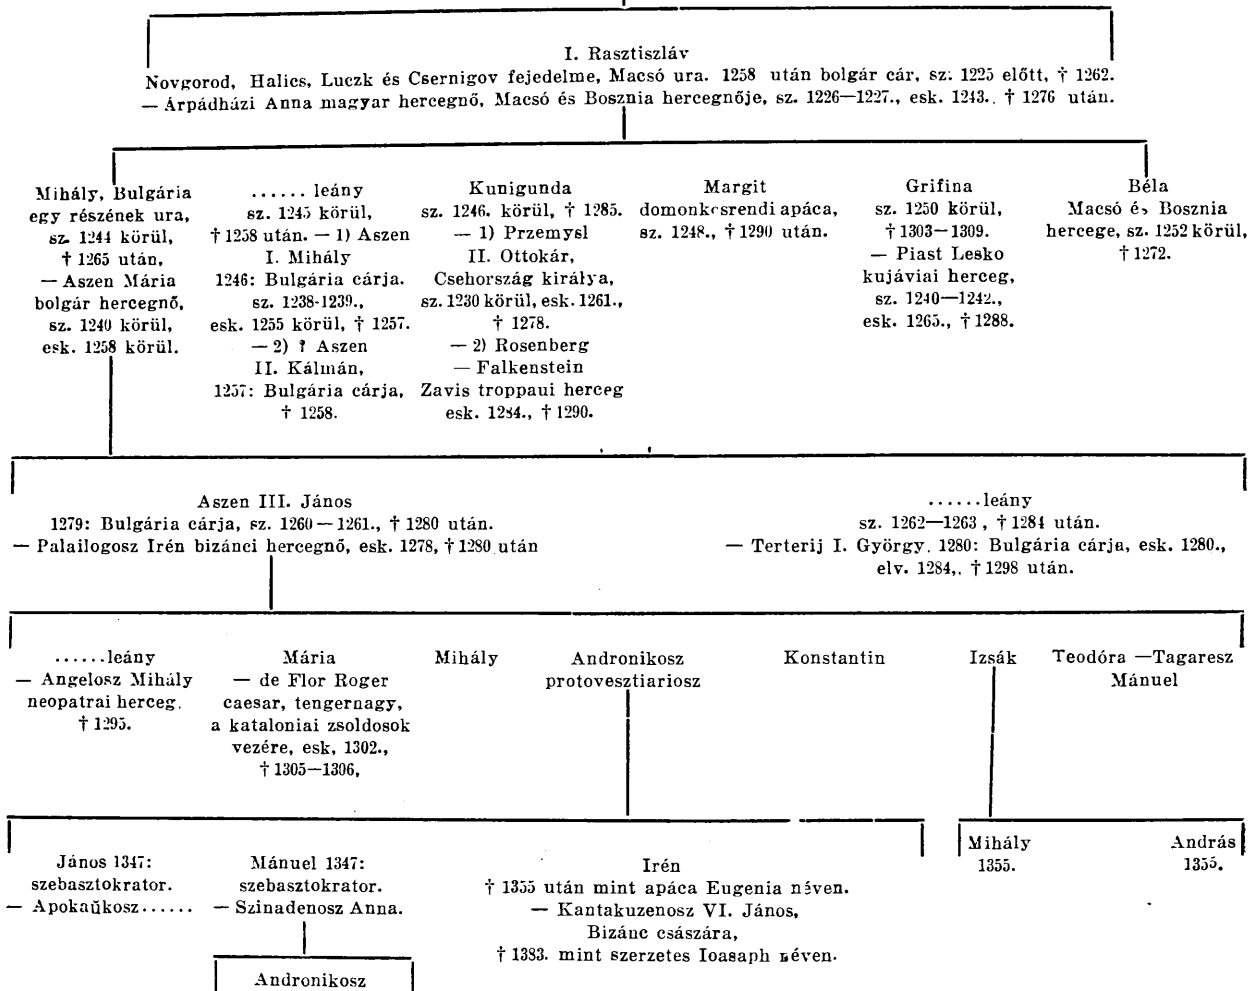 I. Rasztiszláv
Novgorod, Halics, Luczk és Csernigov fejedelme, Macsó ura. 1258 után bolgár cár, sz. 1225 előtt, † 1262.
— Árpádházi Anna magyar hercegnő, Macsó és Bosznia hercegnője, sz. 1226—1227., esk. 1243., † 1276 után.
Mihály, Bulgária
egy részének ura,
sz. 1244 körül,
† 1265 után,
— Aszen Mária
bolgár hercegnő,
sz. 1240 körül,
esk. 1258 körül.
...... leány
sz. 1245 körül,
† 1258 után. — 1) Aszen
I. Mihály
1246: Bulgária cárja.
sz. 1238-1239.,
esk. 1255 körül, † 1257.
— 2) ? Aszen
II. Kálmán,
1257: Bulgária cárja,
† 1258.
Kunigunda
sz. 1246. körül, † 1285.
— 1) Przemysl
II. Ottokár,
Csehország királya,
sz. 1230 körül, esk. 1261.,
† 1278.
— 2) Rosenberg
— Falkenstein
Zavis troppaui herceg
esk. 1284., † 1290.
Margit
domonkosrendi apáca,
sz. 1248., † 1290 után.
Grifina
sz. 1250 körül,
† 1303—1309.
— Piast Lesko
kujáviai herceg,
sz. 1240—1242.,
esk. 1265., † 1288.
Béla
Macsó és Bosznia
hercege, sz. 1252 körül,
† 1272.
Aszen III. János
1279: Bulgária cárja, sz. 1260—1261., † 1280 után.
— Palailogosz Irén bizánci hercegnő, esk. 1278, † 1280 után
......leány
sz. 1262—1263, † 1284 után.
— Terterij I. György. 1280: Bulgária cárja, esk. 1280.,
elv. 1284,. † 1298 után.
......leány
— Angelosz Mihály
neopatrai herceg.
† 1295.
Mária
— de Flor Roger
caesar, tengernagy,
a kataloniai zsoldosok
vezére, esk, 1302.,
† 1305—1306,
Mihály
Andronikosz
protovesztiariosz
Konstantin
Izsák
Teodóra —Tagaresz
Mánuel
János 1347:
szebasztokrator.
— Apokaükosz......
Mánuel 1347:
szebasztokrator.
— Szinadenosz Anna.
Irén
† 1355 után mint apáca Eugenia néven.
— Kantakuzenosz VI. János,
Bizánc császára,
† 1383. mint szerzetes Ioasaph néven.
Mihály
1355.
András
1355.
Andronikosz